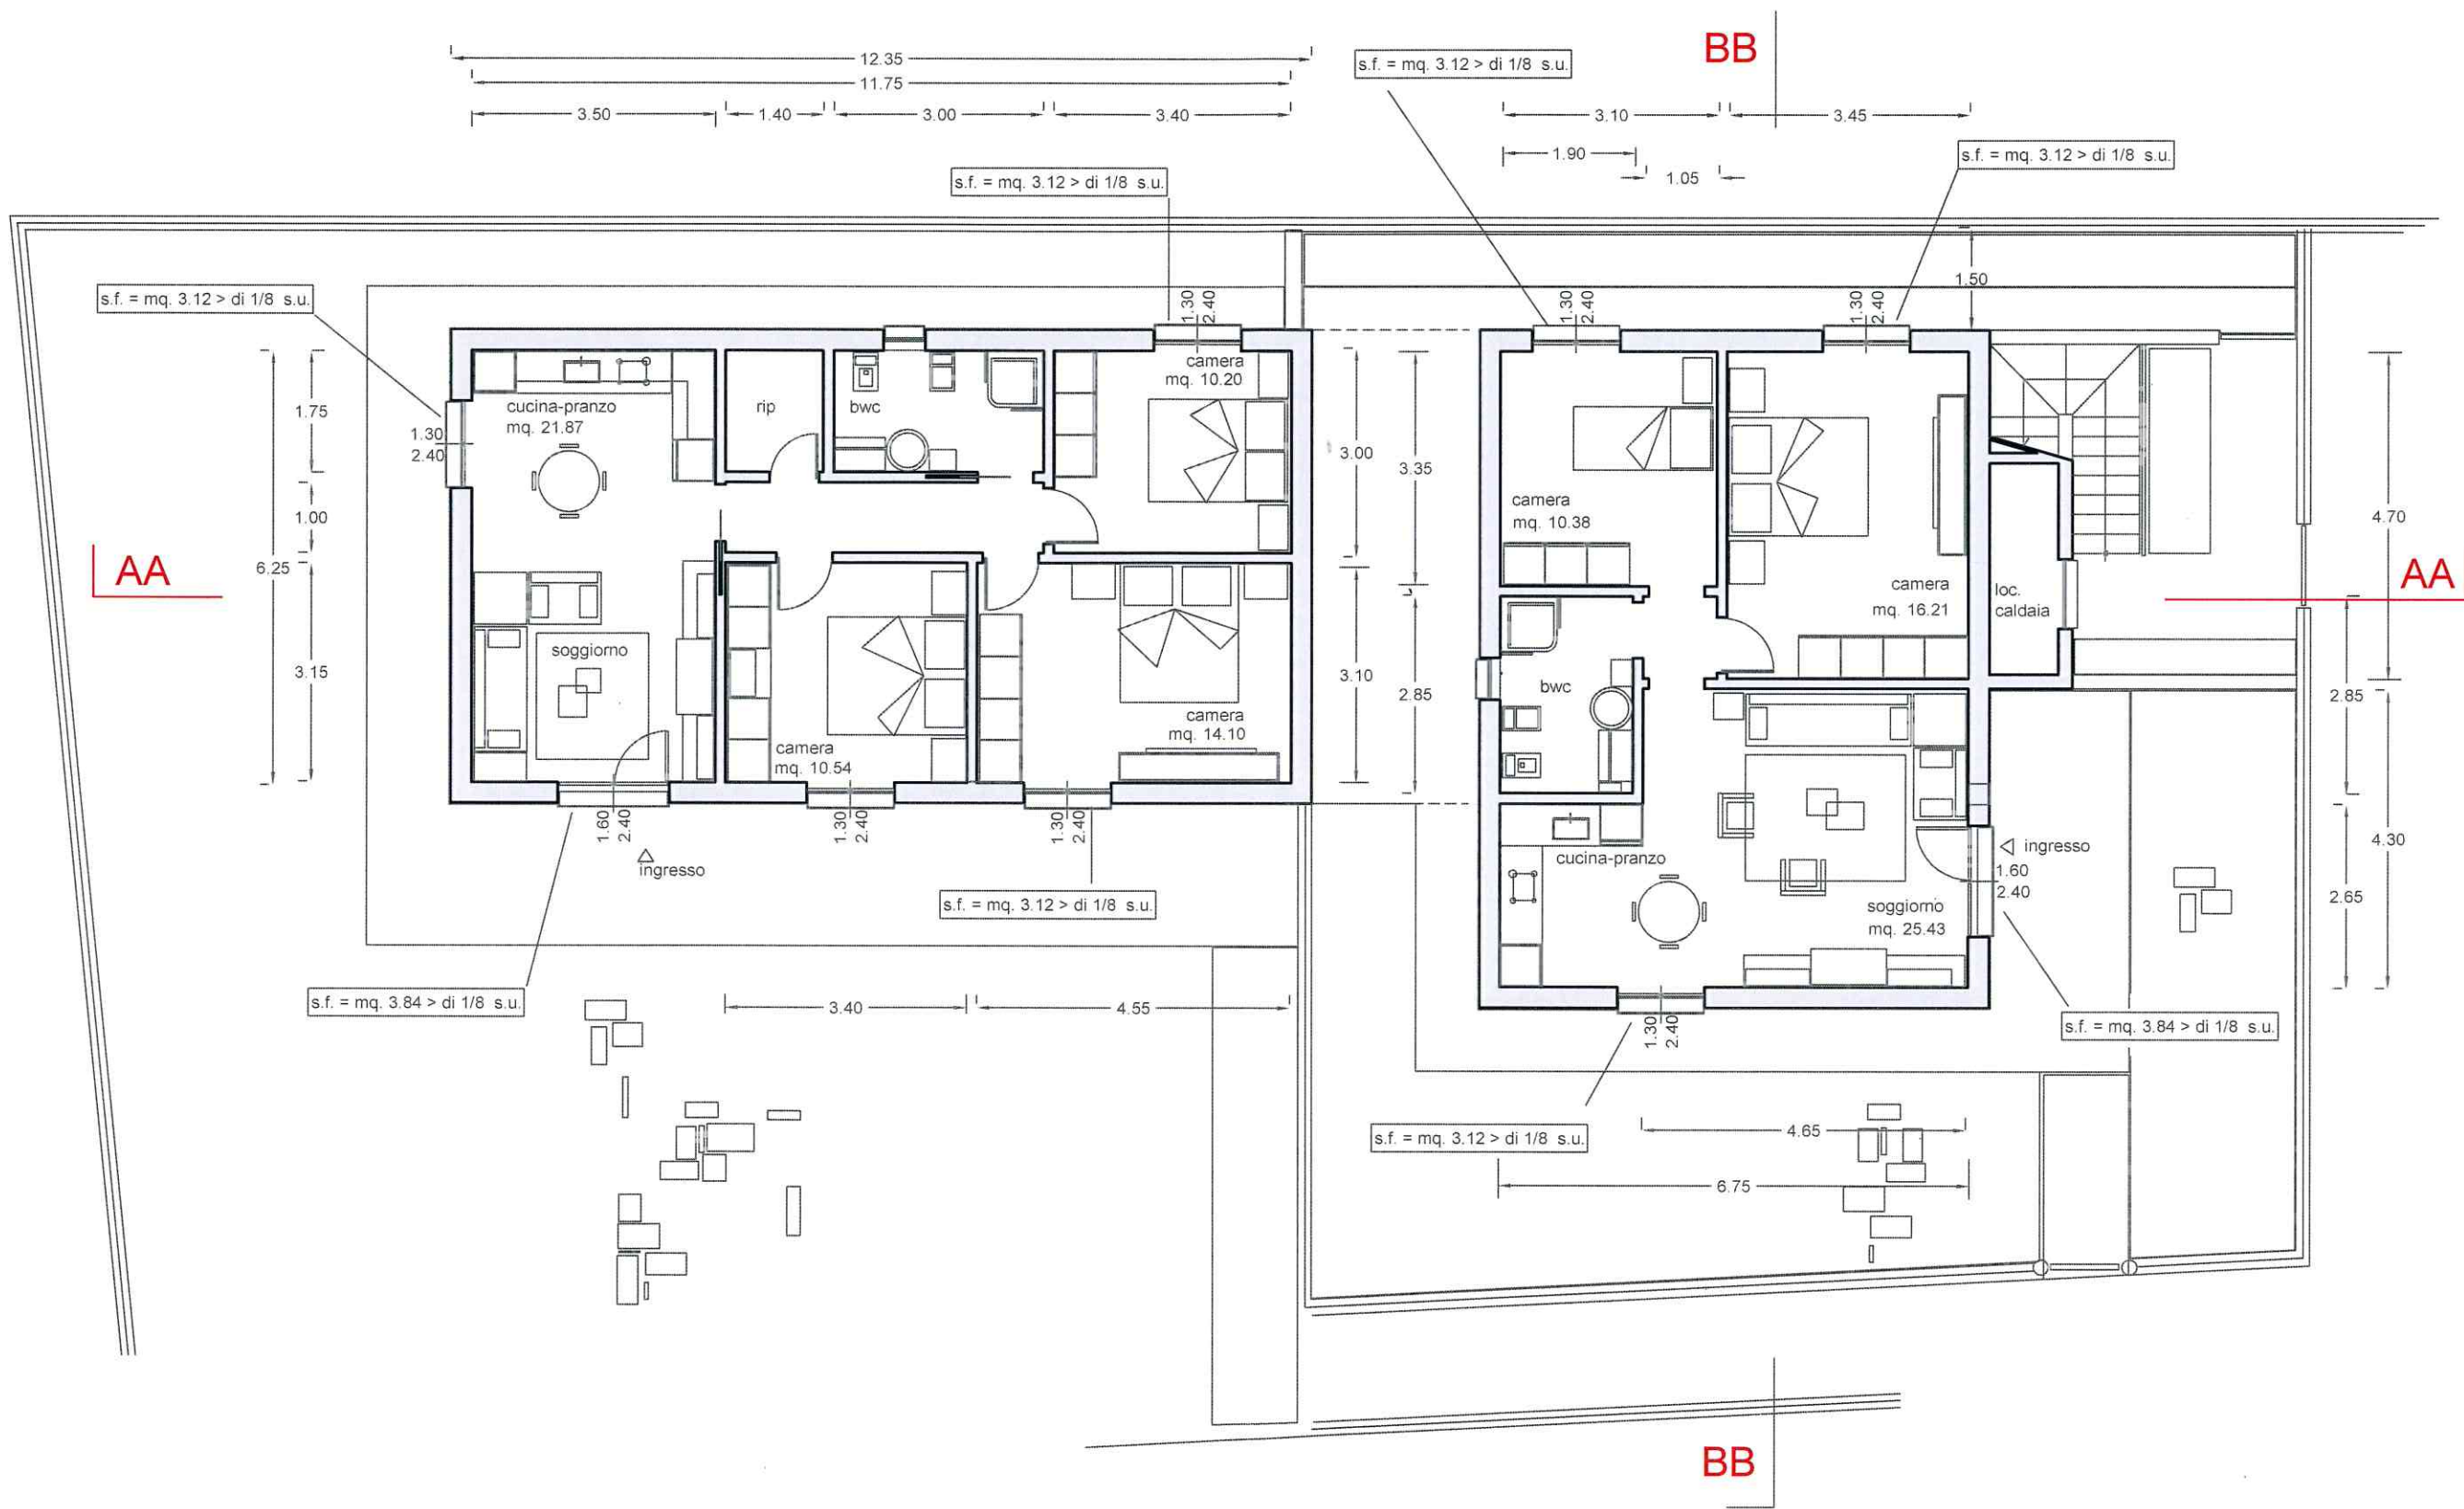 BB
12.35
11.75
3.50
1.40
3.00
3.40
s.f. = mq. 3.12 > di 1/8 s.u.
3.10
3.45
1.90
1.05
s.f. = mq. 3.12 > di 1/8 s.u.
s.f. = mq. 3.12 > di 1/8 s.u.
s.f. = mq. 3.12 > di 1/8 s.u.
1.50
1.30
2.40
1.30
2.40
1.30
2.40
1.75
1.00
3.15
6.25
1.30
2.40
cucina-pranzo
mq. 21.87
rip
bwc
camera
mq. 10.20
3.00
3.10
3.35
2.85
camera
mq. 10.38
camera
mq. 16.21
loc.
caldaia
4.70
AA
AA
soggiorno
camera
mq. 10.54
camera
mq. 14.10
bwc
2.85
4.30
2.65
1.60
2.40
1.30
2.40
1.30
2.40
ingresso
cucina-pranzo
ingresso
1.60
2.40
soggiorno
mq. 25.43
s.f. = mq. 3.12 > di 1/8 s.u.
s.f. = mq. 3.84 > di 1/8 s.u.
3.40
4.55
1.30
2.40
s.f. = mq. 3.84 > di 1/8 s.u.
s.f. = mq. 3.12 > di 1/8 s.u.
4.65
6.75
BB